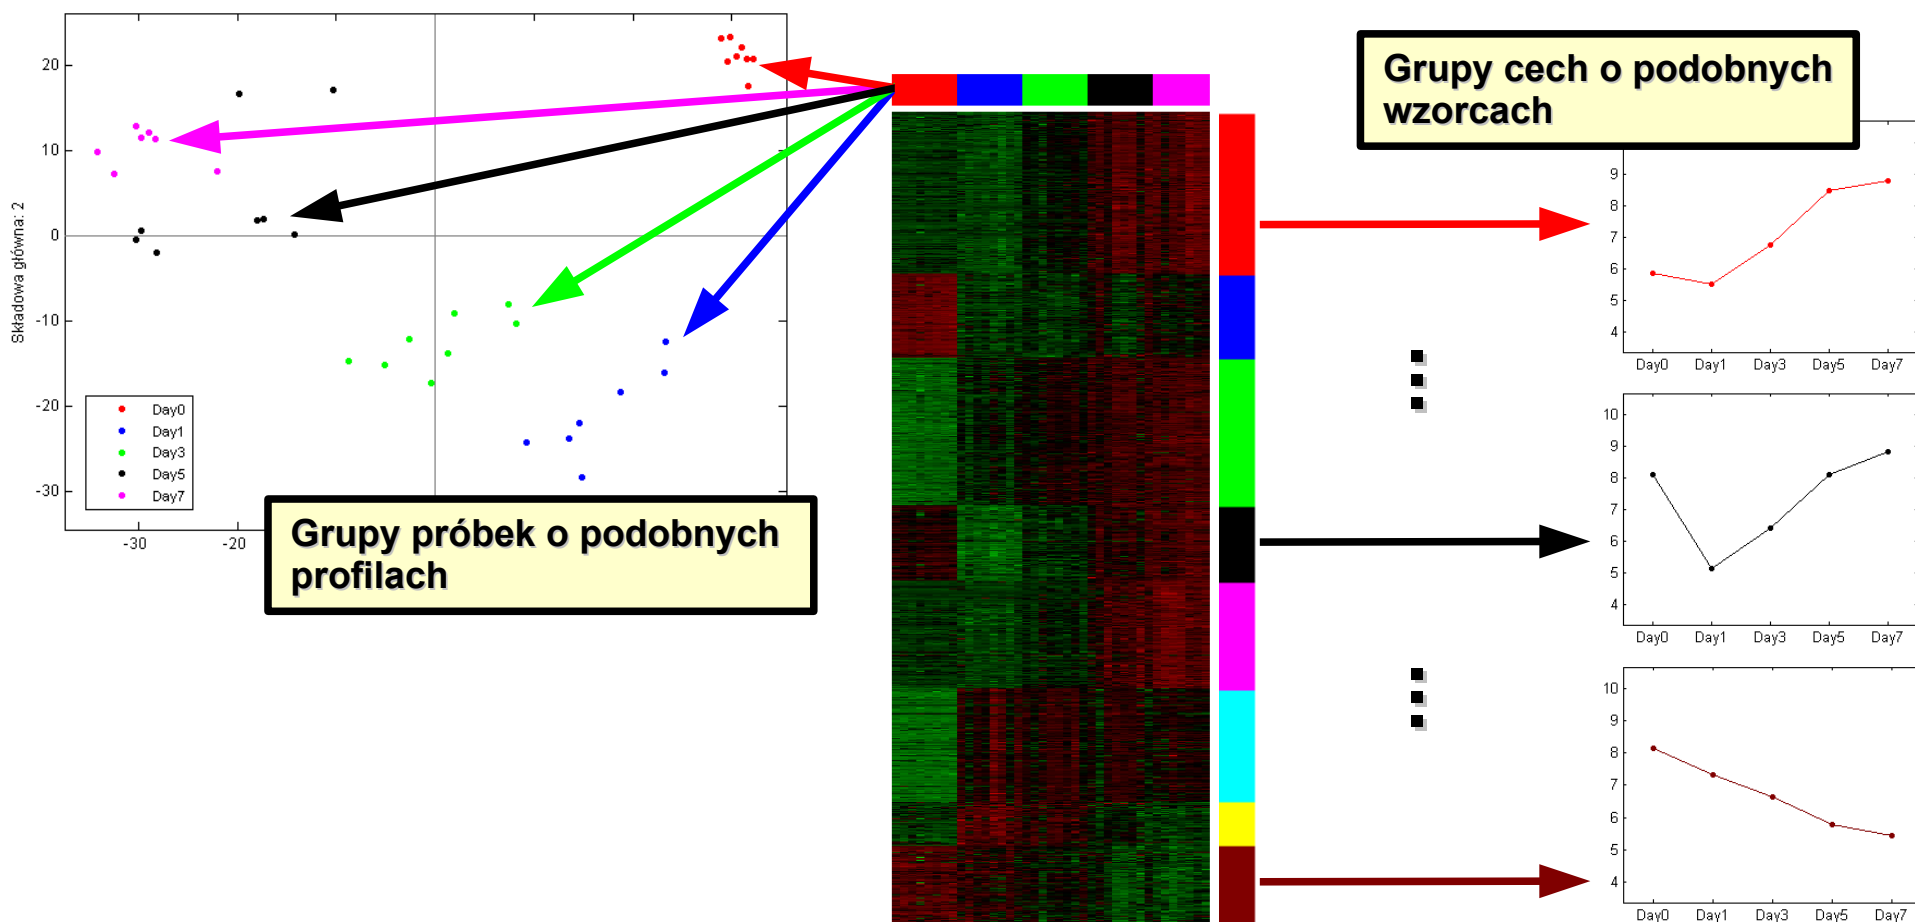 20
10
0
-10
-20
-30
Składowa główna: 2
Day0
Day1
Day3
Day5
Day7
-30
-20
Grupy próbek o podobnych
profilach
Grupy cech o podobnych
wzorcach
9
8
7
6
5
4
Day0 Day1 Day3 Day5 Day7
10
9
8
7
6
5
4
Day0 Day1 Day3 Day5 Day7
10
9
8
7
6
5
4
Day0 Day1 Day3 Day5 Day7